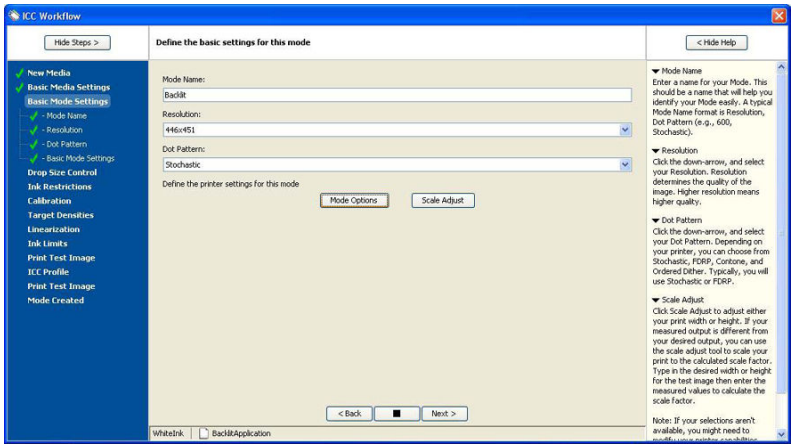 ICC Workflow
Hide Steps >
Define the basic settings for this mode
< Hide Help
New Media
Basic Media Settings
Basic Mode Settings
- Mode Name
- Resolution
- Dot Pattern
- Basic Mode Settings
Drop Size Control
Ink Restrictions
Calibration
Target Densities
Linearization
Ink Limits
Print Test Image
ICC Profile
Print Test Image
Mode Created
Mode Name:
Backlit
Resolution:
446x451
Dot Pattern:
Stochastic
Define the printer settings for this mode
Mode Options
Scale Adjust
< Back
Next >
WhiteInk
BacklitApplication
Mode Name
Enter a name for your Mode. This
should be a name that will help you
identify your Mode easily. A typical
Mode Name format is Resolution,
Dot Pattern (e.g., 600,
Stochastic).
Resolution
Click the down-arrow, and select
your Resolution. Resolution
determines the quality of the
image. Higher resolution means
higher quality.
Dot Pattern
Click the down-arrow, and select
your Dot Pattern. Depending on
your printer, you can choose from
Stochastic, FDRP, Contone, and
Ordered Dither. Typically, you will
use Stochastic or FDRP.
Scale Adjust
Click Scale Adjust to adjust either
your print width or height. If your
measured output is different from
your desired output, you can use
the scale adjust tool to scale your
print to the calculated scale factor.
Type in the desired width or height
for the test image then enter the
measured values to calculate the
scale factor.
Note: If your selections aren't
available, you might need to
modify your printer capabilities